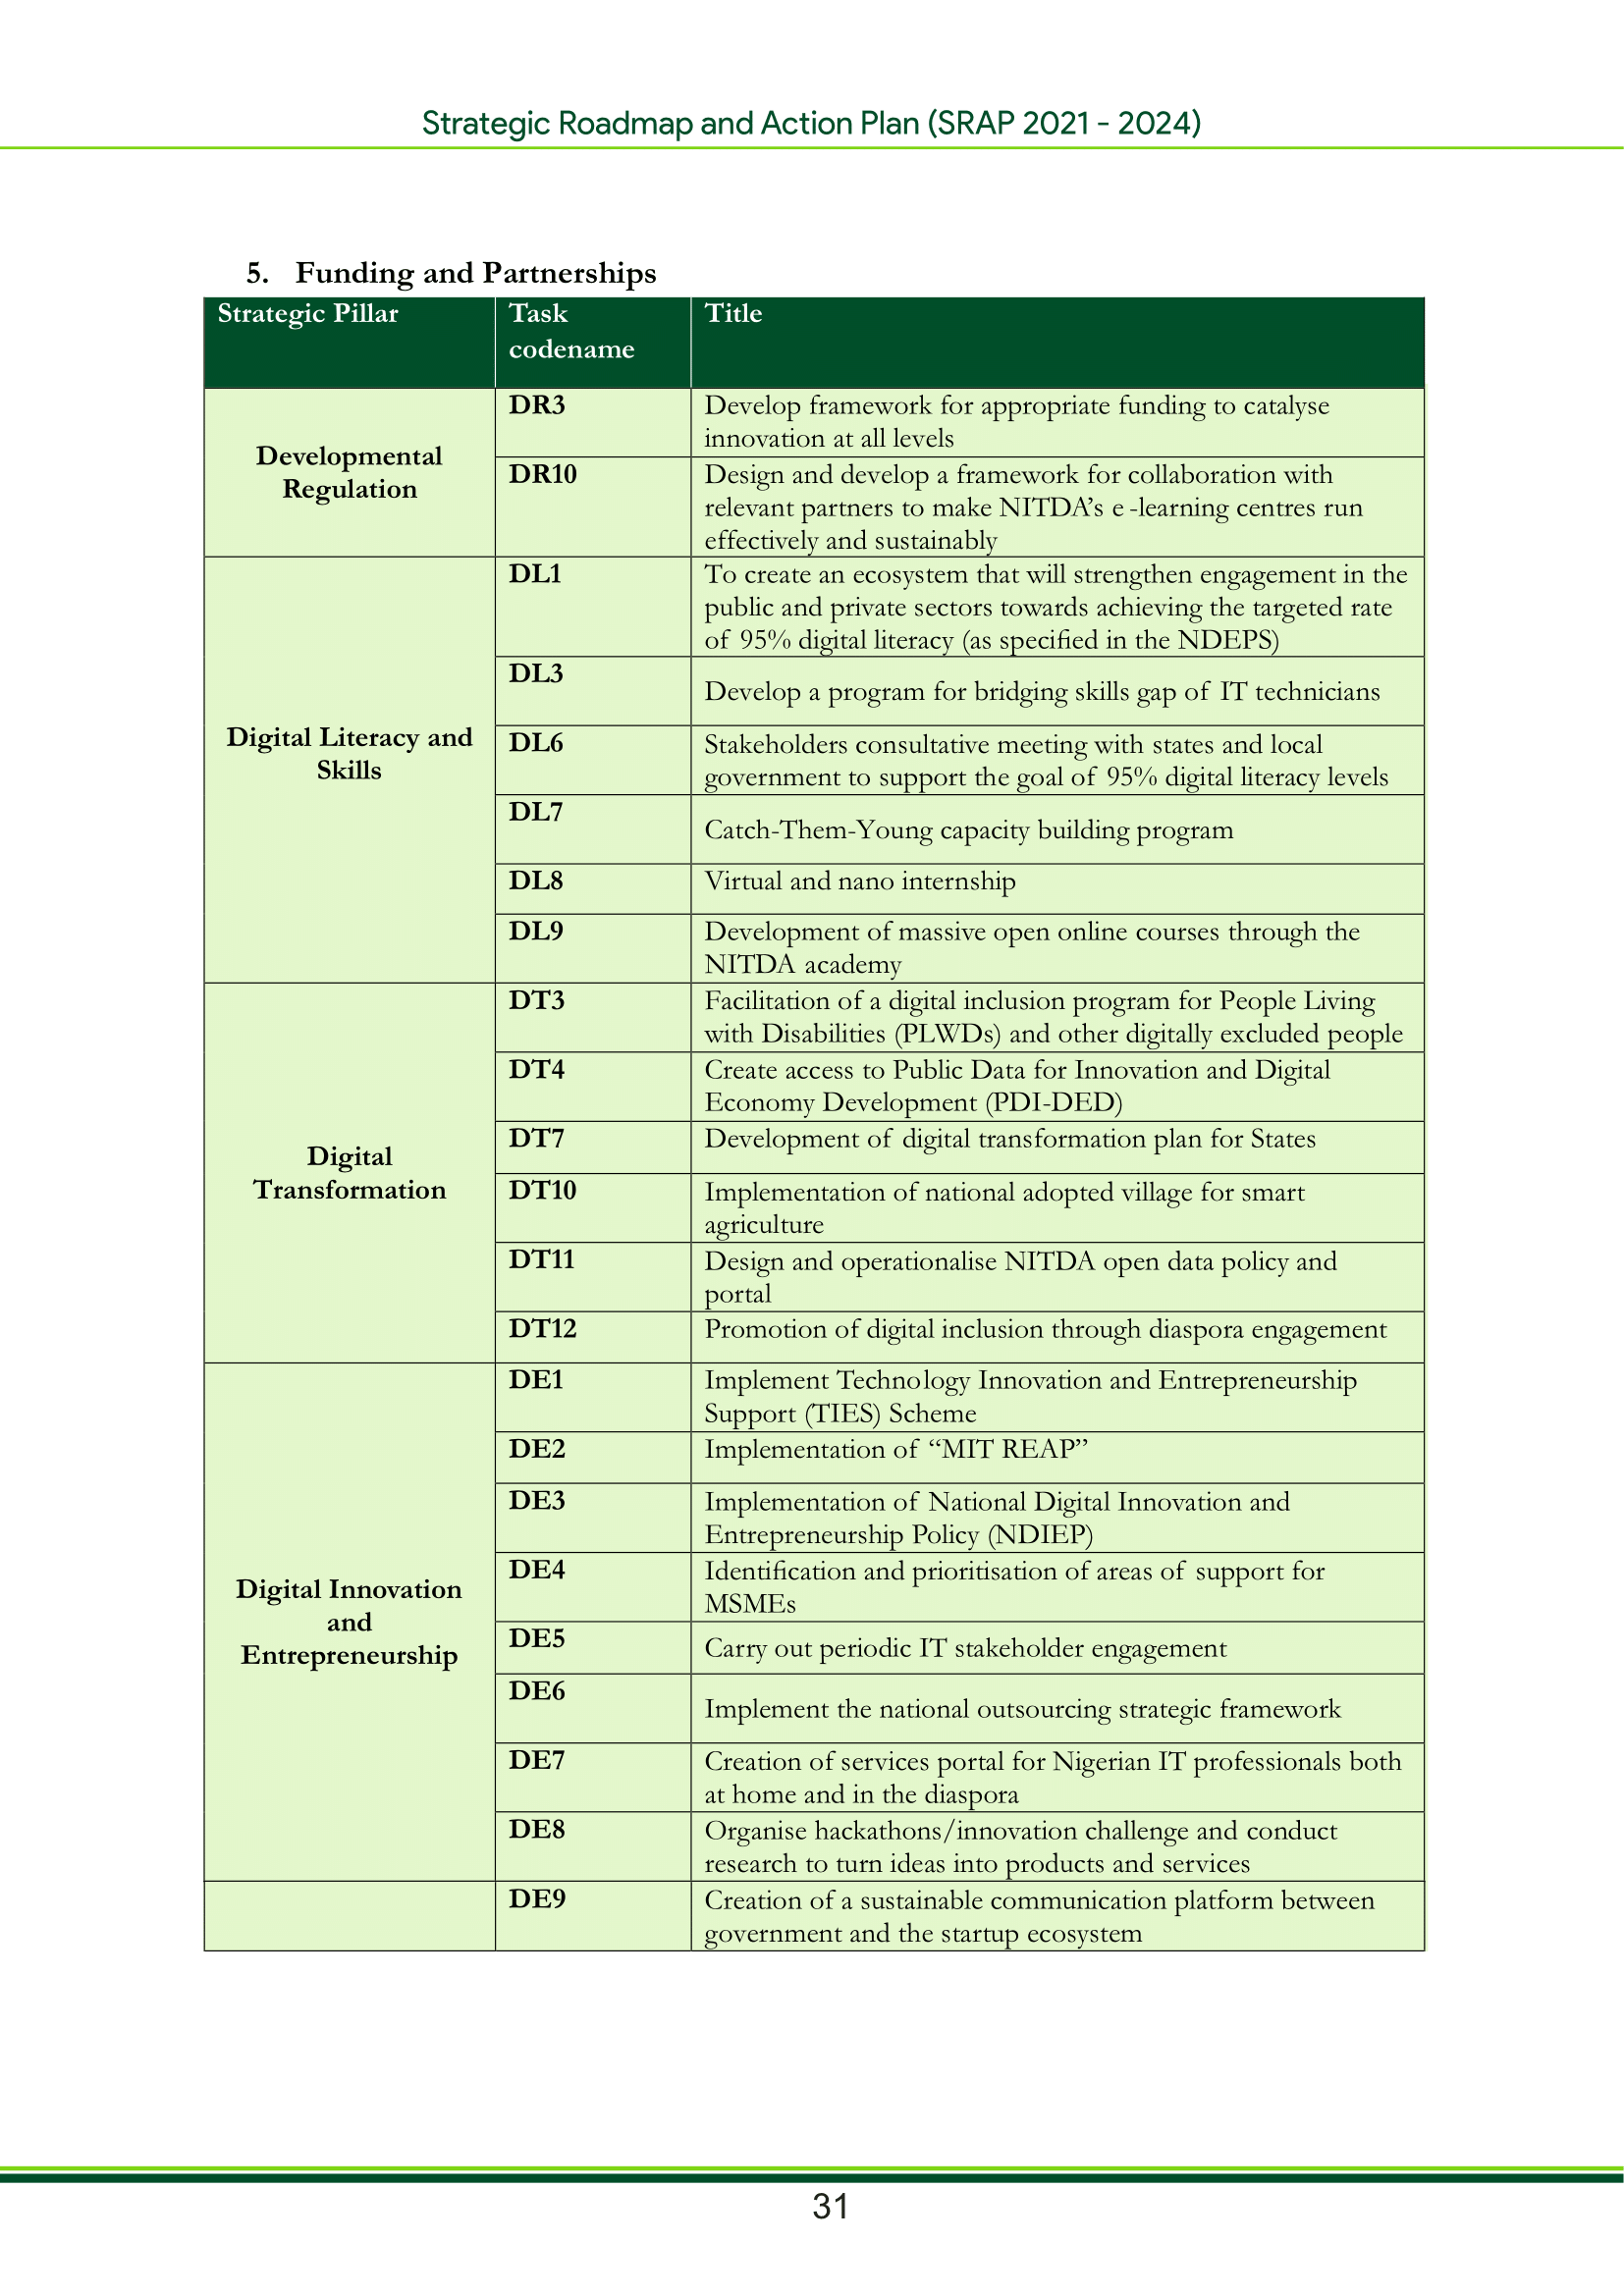 Strategic Roadmap and Action Plan (SRAP 2021 - 2024)
5. Funding and Partnerships
Strategic Pillar
Task
codename
Title
Developmental
Regulation
DR3
Develop framework for appropriate funding to catalyse
innovation at all levels
DR10
Design and develop a framework for collaboration with
relevant partners to make NITDA’s e -learning centres run
effectively and sustainably
Digital Literacy and
Skills
DL1
To create an ecosystem that will strengthen engagement in the
public and private sectors towards achieving the targeted rate
of 95% digital literacy (as specified in the NDEPS)
DL3
Develop a program for bridging skills gap of IT technicians
DL6
Stakeholders consultative meeting with states and local
government to support the goal of 95% digital literacy levels
DL7
Catch-Them-Young capacity building program
DL8
Virtual and nano internship
DL9
Development of massive open online courses through the
NITDA academy
Digital
Transformation
DT3
Facilitation of a digital inclusion program for People Living
with Disabilities (PLWDs) and other digitally excluded people
DT4
Create access to Public Data for Innovation and Digital
Economy Development (PDI-DED)
DT7
Development of digital transformation plan for States
DT10
Implementation of national adopted village for smart
agriculture
DT11
Design and operationalise NITDA open data policy and
portal
DT12
Promotion of digital inclusion through diaspora engagement
Digital Innovation
and
Entrepreneurship
DE1
Implement Technology Innovation and Entrepreneurship
Support (TIES) Scheme
DE2
Implementation of “MIT REAP”
DE3
Implementation of National Digital Innovation and
Entrepreneurship Policy (NDIEP)
DE4
Identification and prioritisation of areas of support for
MSMEs
DE5
Carry out periodic IT stakeholder engagement
DE6
Implement the national outsourcing strategic framework
DE7
Creation of services portal for Nigerian IT professionals both
at home and in the diaspora
DE8
Organise hackathons/innovation challenge and conduct
research to turn ideas into products and services
DE9
Creation of a sustainable communication platform between
government and the startup ecosystem
31